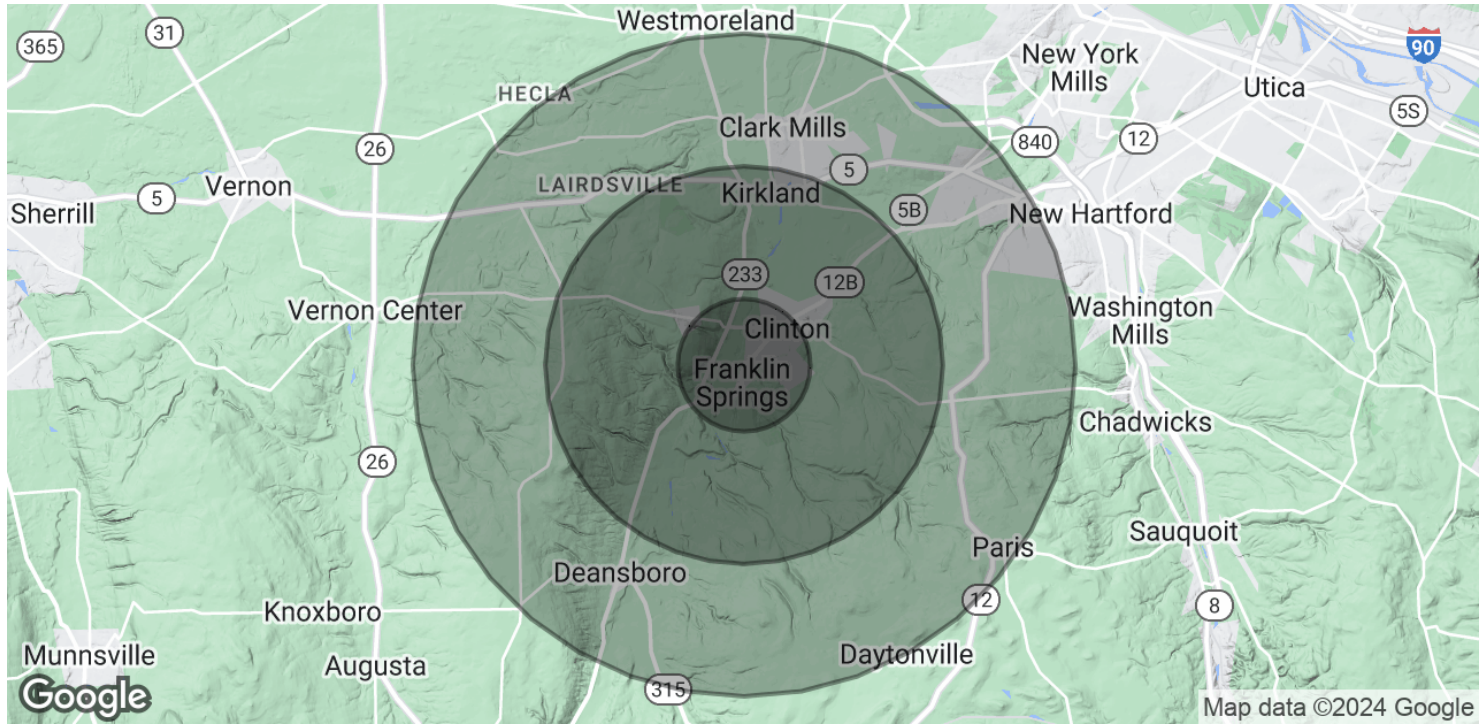 Westmoreland
31
365
90
New York
Mills
Utica
HECLA
5S
Clark Mills
26
840
12
5
LAIRDSVILLE
Vernon
Kirkland
5
Sherrill
5B
New Hartford
233
12B
Vernon Center
Washington
Mills
Clinton
Franklin
Springs
Chadwicks
26
Sauquoit
Paris
Deansboro
12
8
Knoxboro
Munnsville
Augusta
Daytonville
315
Google
Map data ©2024 Google